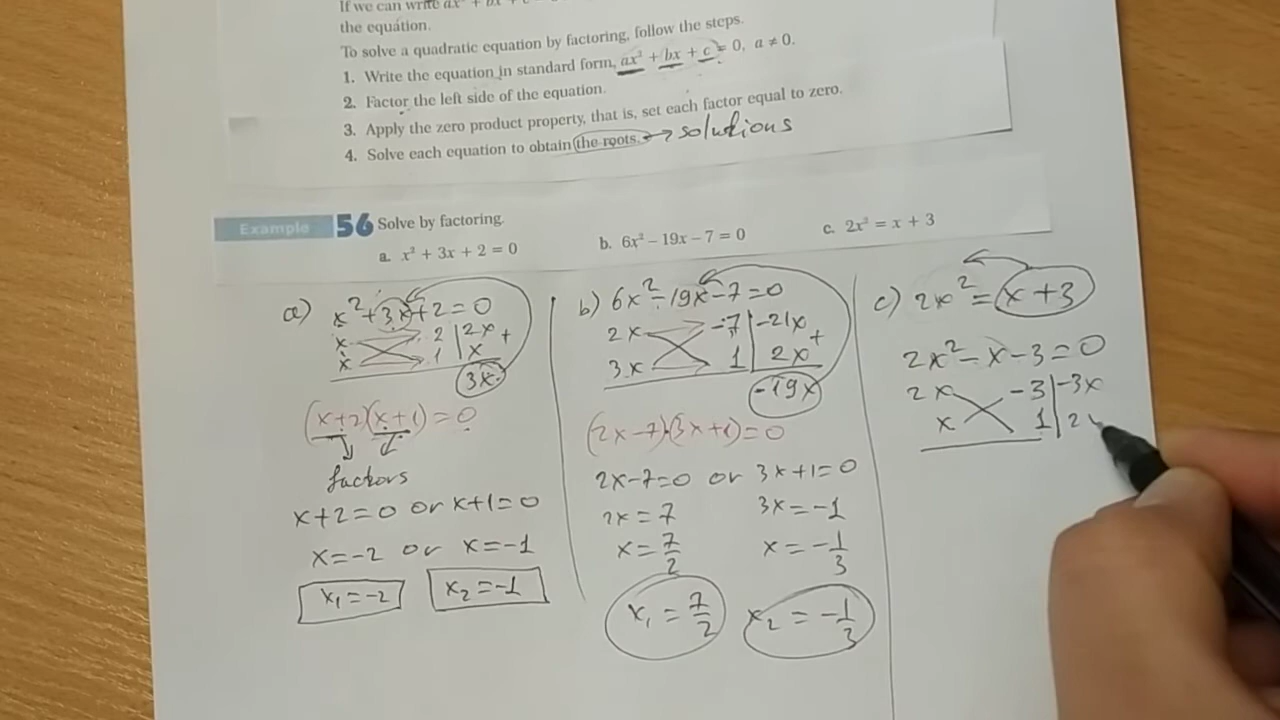 If we can write ax² + bx + c
the equation.
To solve a quadratic equation by factoring, follow the steps.
1. Write the equation in standard form, ax² + bx + c = 0, a ≠ 0.
2. Factor the left side of the equation.
3. Apply the zero product property, that is, set each factor equal to zero.
4. Solve each equation to obtain the roots. → solutions
Example 56 Solve by factoring.
a. x² + 3x + 2 = 0
b. 6x² − 19x − 7 = 0
c. 2x² = x + 3
a) x² + 3x + 2 = 0
x 2 | 2x +
x 1 | x
3x
(x+2)(x+1) = 0
factors
x+2=0 or x+1=0
x=-2 or x=-1
x₁=-2 x₂=-1
b) 6x² - 19x - 7 = 0
2x -7 | -21x +
3x 1 | 2x
-19x
(2x-7)·(3x+1)=0
2x-7=0 or 3x+1=0
2x=7 3x=-1
x=7/2 x=-1/3
x₁=7/2 x₂=-1/3
c) 2x² = x+3
2x² - x - 3 = 0
2x -3 | -3x
x 1 | 2x